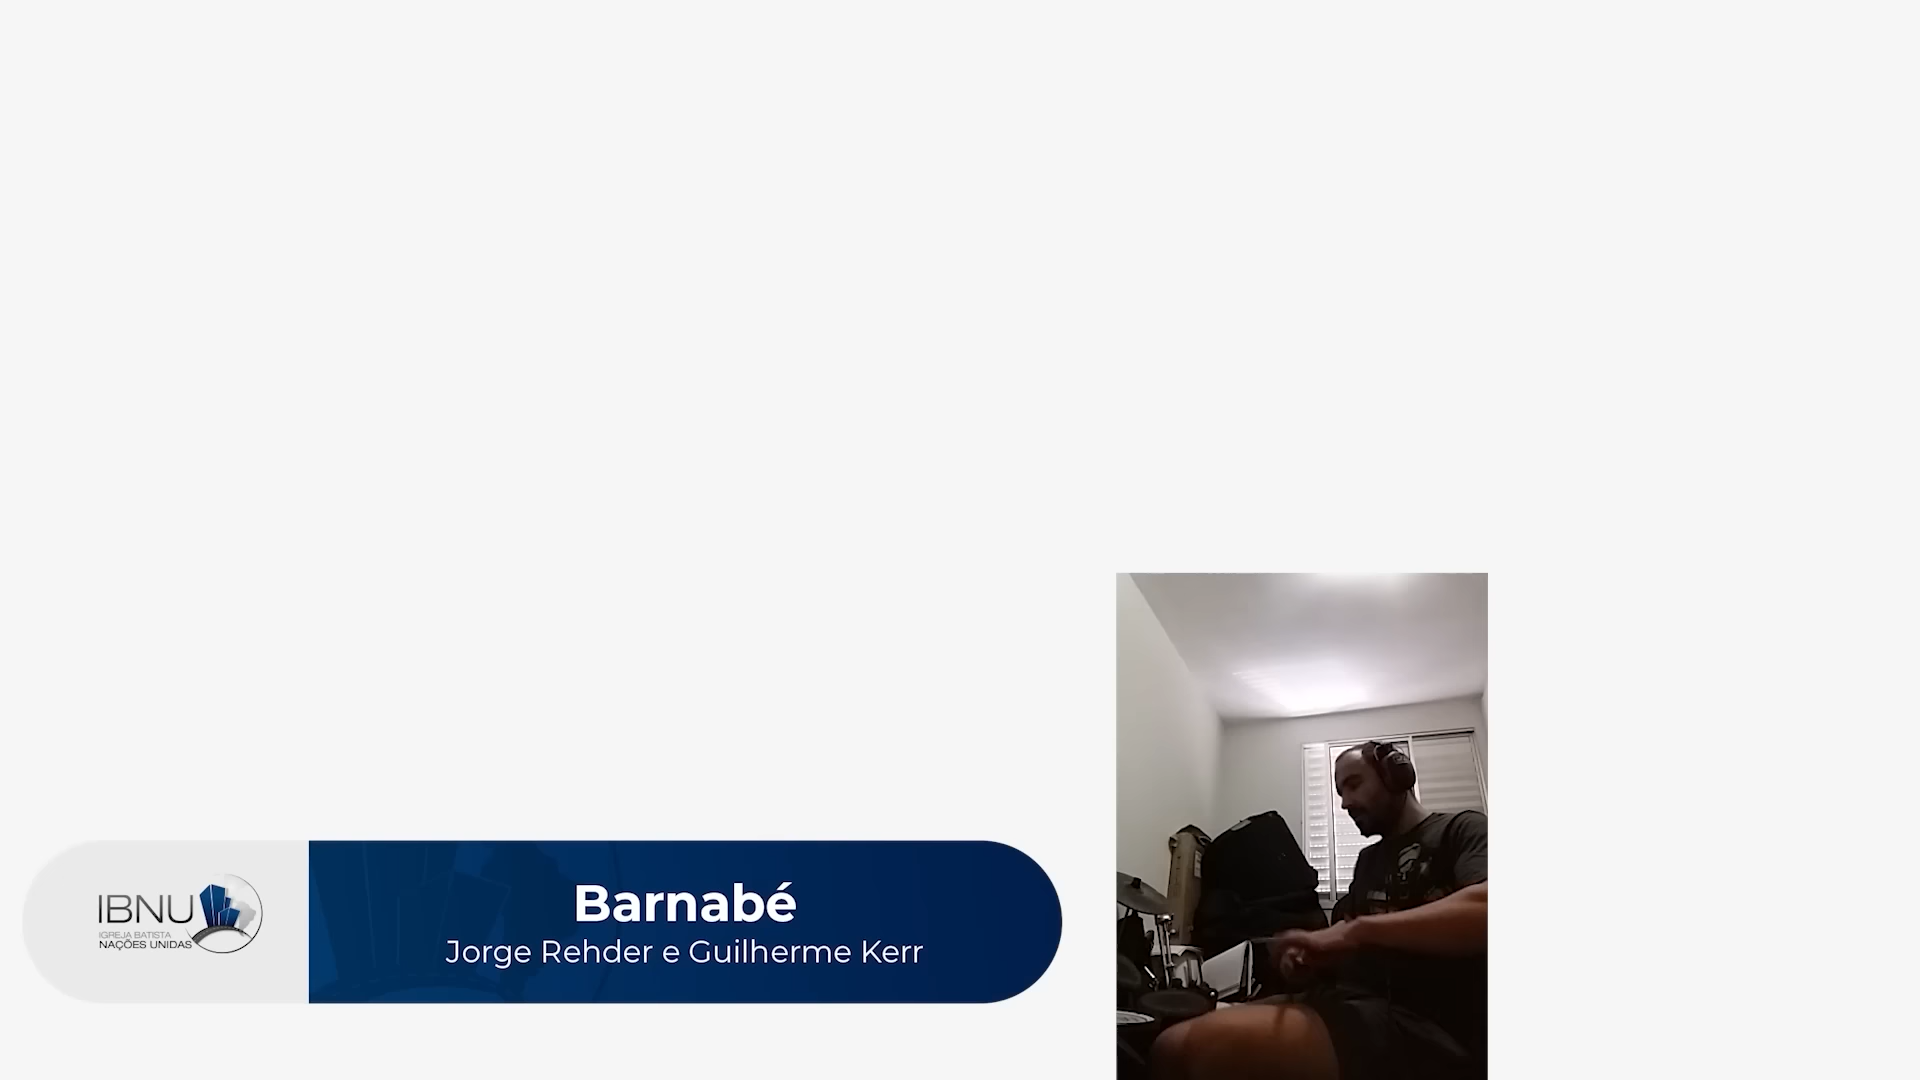 IBNU
IGREJA BATISTA
NAÇÕES UNIDAS
Barnabé
Jorge Rehder e Guilherme Kerr